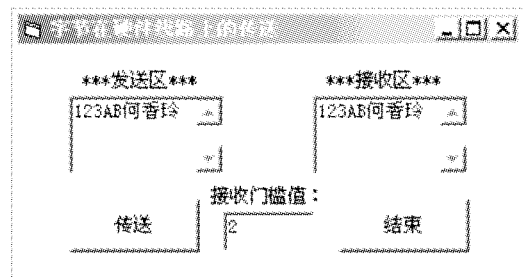 字节在硬件线路上的传送
***发送区*** ***接收区***
123AB何香玲 123AB何香玲
接收门槛值：
传送 2 结束